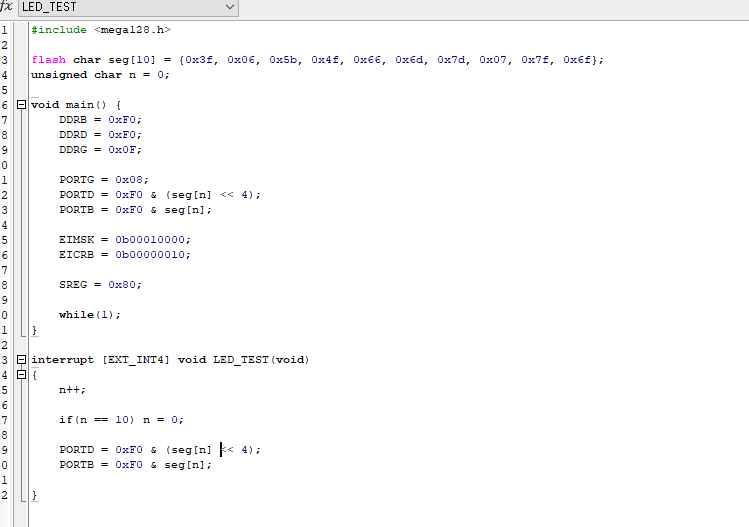 fx LED_TEST
1 #include <mega128.h>
2
3 flash char seg[10] = {0x3f, 0x06, 0x5b, 0x4f, 0x66, 0x6d, 0x7d, 0x07, 0x7f, 0x6f};
4 unsigned char n = 0;
5
6 void main() {
7 DDRB = 0xF0;
8 DDRD = 0xF0;
9 DDRG = 0x0F;
0
1 PORTG = 0x08;
2 PORTD = 0xF0 & (seg[n] << 4);
3 PORTB = 0xF0 & seg[n];
4
5 EIMSK = 0b00010000;
6 EICRB = 0b00000010;
7
8 SREG = 0x80;
9
0 while(1);
1 }
2
3 interrupt [EXT_INT4] void LED_TEST(void)
4 {
5 n++;
6
7 if(n == 10) n = 0;
8
9 PORTD = 0xF0 & (seg[n] << 4);
0 PORTB = 0xF0 & seg[n];
1
2 }